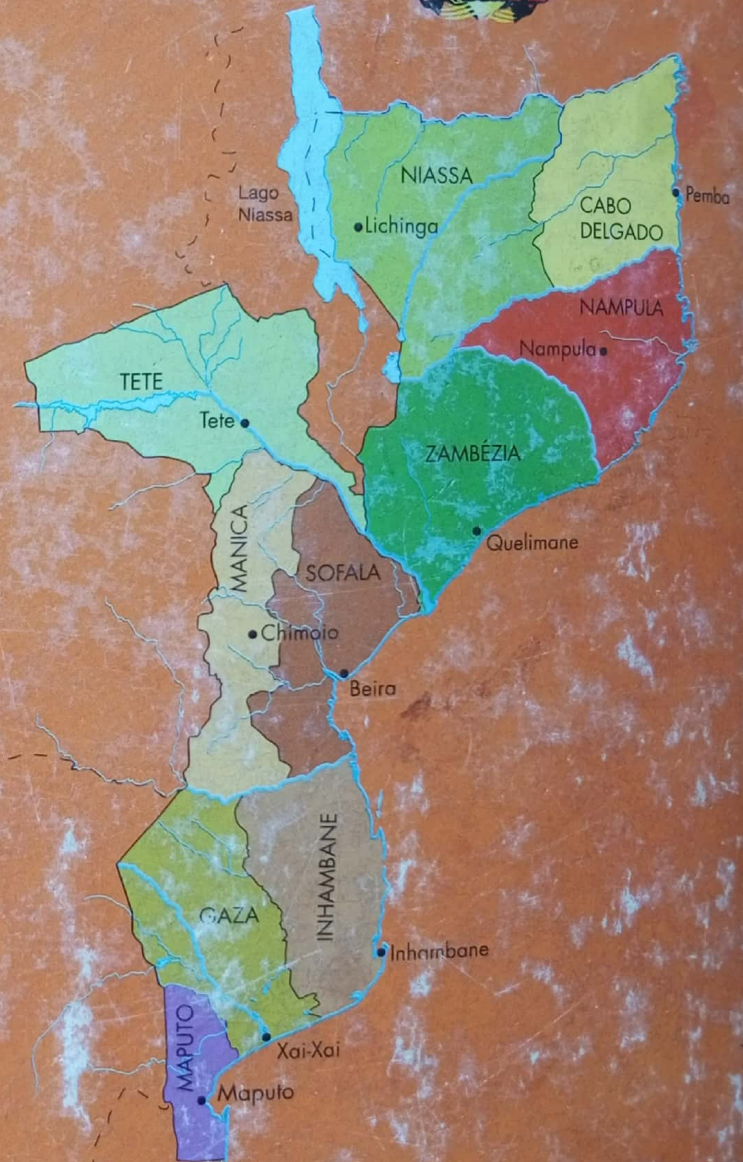 NIASSA
Lago
Niassa
Lichinga
CABO
DELGADO
Pemba
NAMPULA
Nampula
TETE
Tete
ZAMBÉZIA
Quelimane
MANICA
SOFALA
Chimoio
Beira
INHAMBANE
GAZA
Inhambane
Xai-Xai
MAPUTO
Maputo